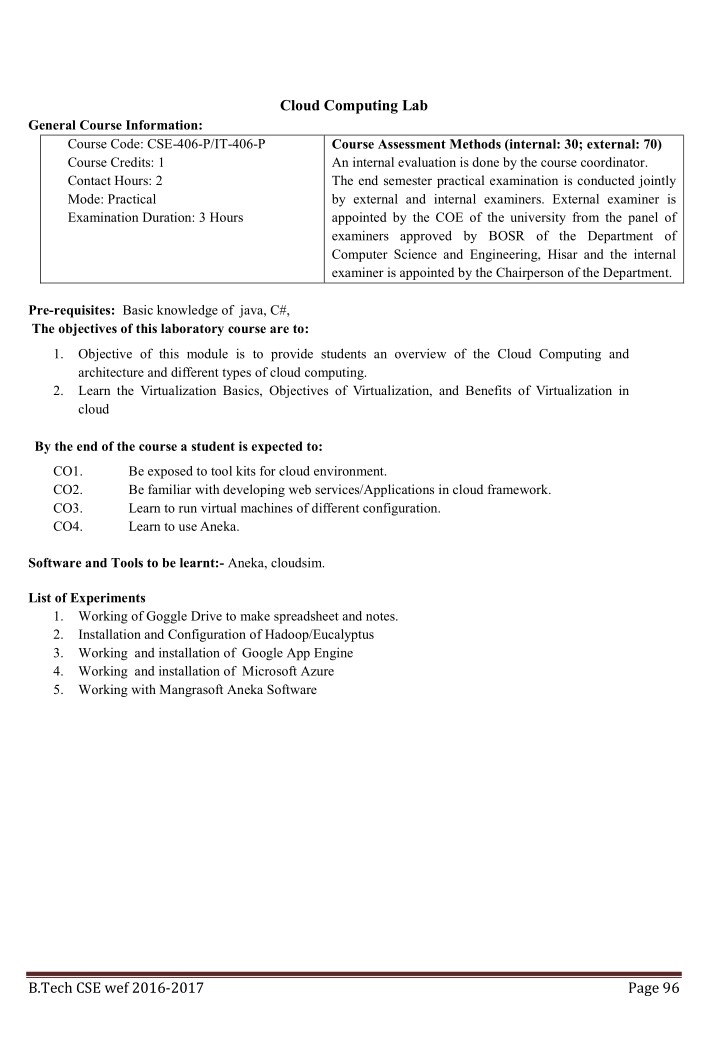 Cloud Computing Lab
General Course Information:
Course Code: CSE-406-P/IT-406-P
Course Credits: 1
Contact Hours: 2
Mode: Practical
Examination Duration: 3 Hours
Course Assessment Methods (internal: 30; external: 70)
An internal evaluation is done by the course coordinator.
The end semester practical examination is conducted jointly
by external and internal examiners. External examiner is
appointed by the COE of the university from the panel of
examiners approved by BOSR of the Department of
Computer Science and Engineering, Hisar and the internal
examiner is appointed by the Chairperson of the Department.
Pre-requisites: Basic knowledge of java, C#,
The objectives of this laboratory course are to:
1. Objective of this module is to provide students an overview of the Cloud Computing and
architecture and different types of cloud computing.
2. Learn the Virtualization Basics, Objectives of Virtualization, and Benefits of Virtualization in
cloud
By the end of the course a student is expected to:
CO1. Be exposed to tool kits for cloud environment.
CO2. Be familiar with developing web services/Applications in cloud framework.
CO3. Learn to run virtual machines of different configuration.
CO4. Learn to use Aneka.
Software and Tools to be learnt:- Aneka, cloudsim.
List of Experiments
1. Working of Goggle Drive to make spreadsheet and notes.
2. Installation and Configuration of Hadoop/Eucalyptus
3. Working and installation of Google App Engine
4. Working and installation of Microsoft Azure
5. Working with Mangrasoft Aneka Software
B.Tech CSE wef 2016-2017 Page 96